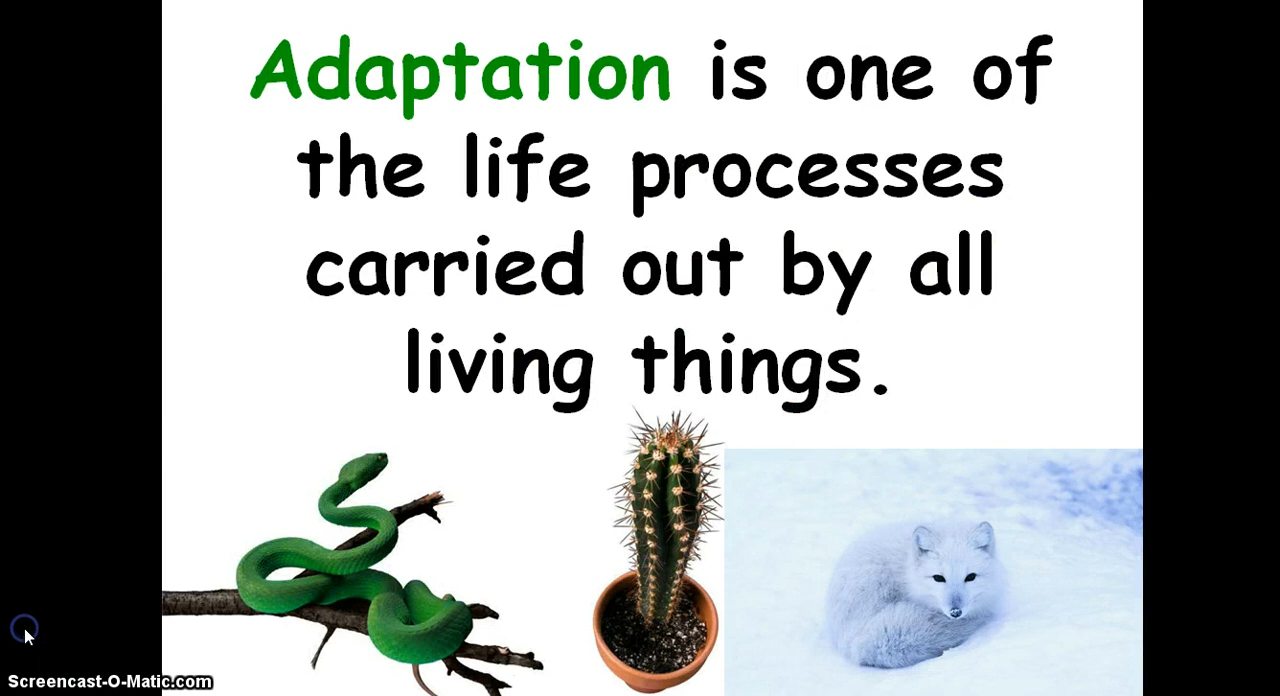 Adaptation is one of
the life processes
carried out by all
living things.
Screencast-O-Matic.com